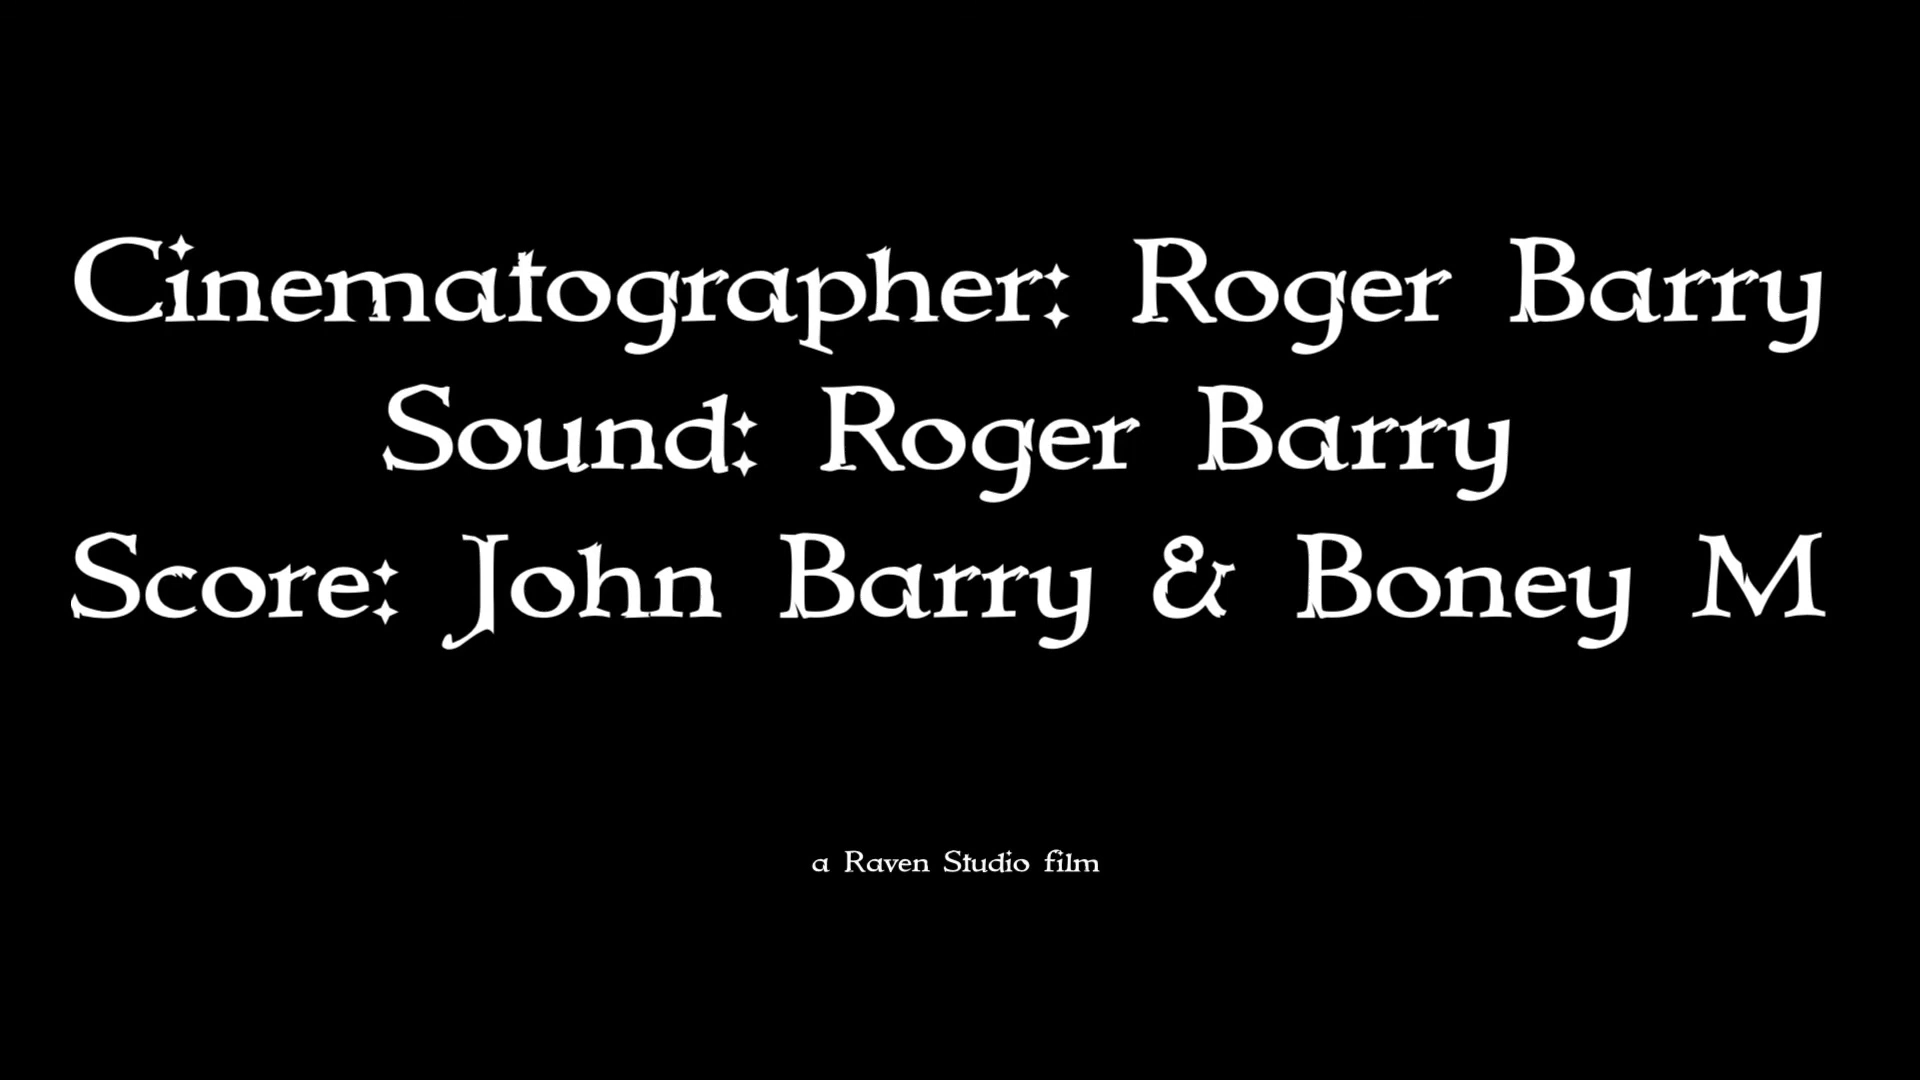 Cinematographer: Roger Barry
Sound: Roger Barry
Score: John Barry & Boney M
a Raven Studio film